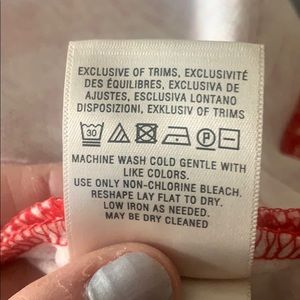 EXCLUSIVE OF TRIMS, EXCLUSIVITÉ
DES ÉQUILIBRES, EXCLUSIVA DE
AJUSTES, ESCLUSIVA LONTANO
DISPOSIZIONI, EXKLUSIV OF TRIMS
30 P
MACHINE WASH COLD GENTLE WITH
LIKE COLORS.
USE ONLY NON-CHLORINE BLEACH.
RESHAPE LAY FLAT TO DRY.
LOW IRON AS NEEDED.
MAY BE DRY CLEANED